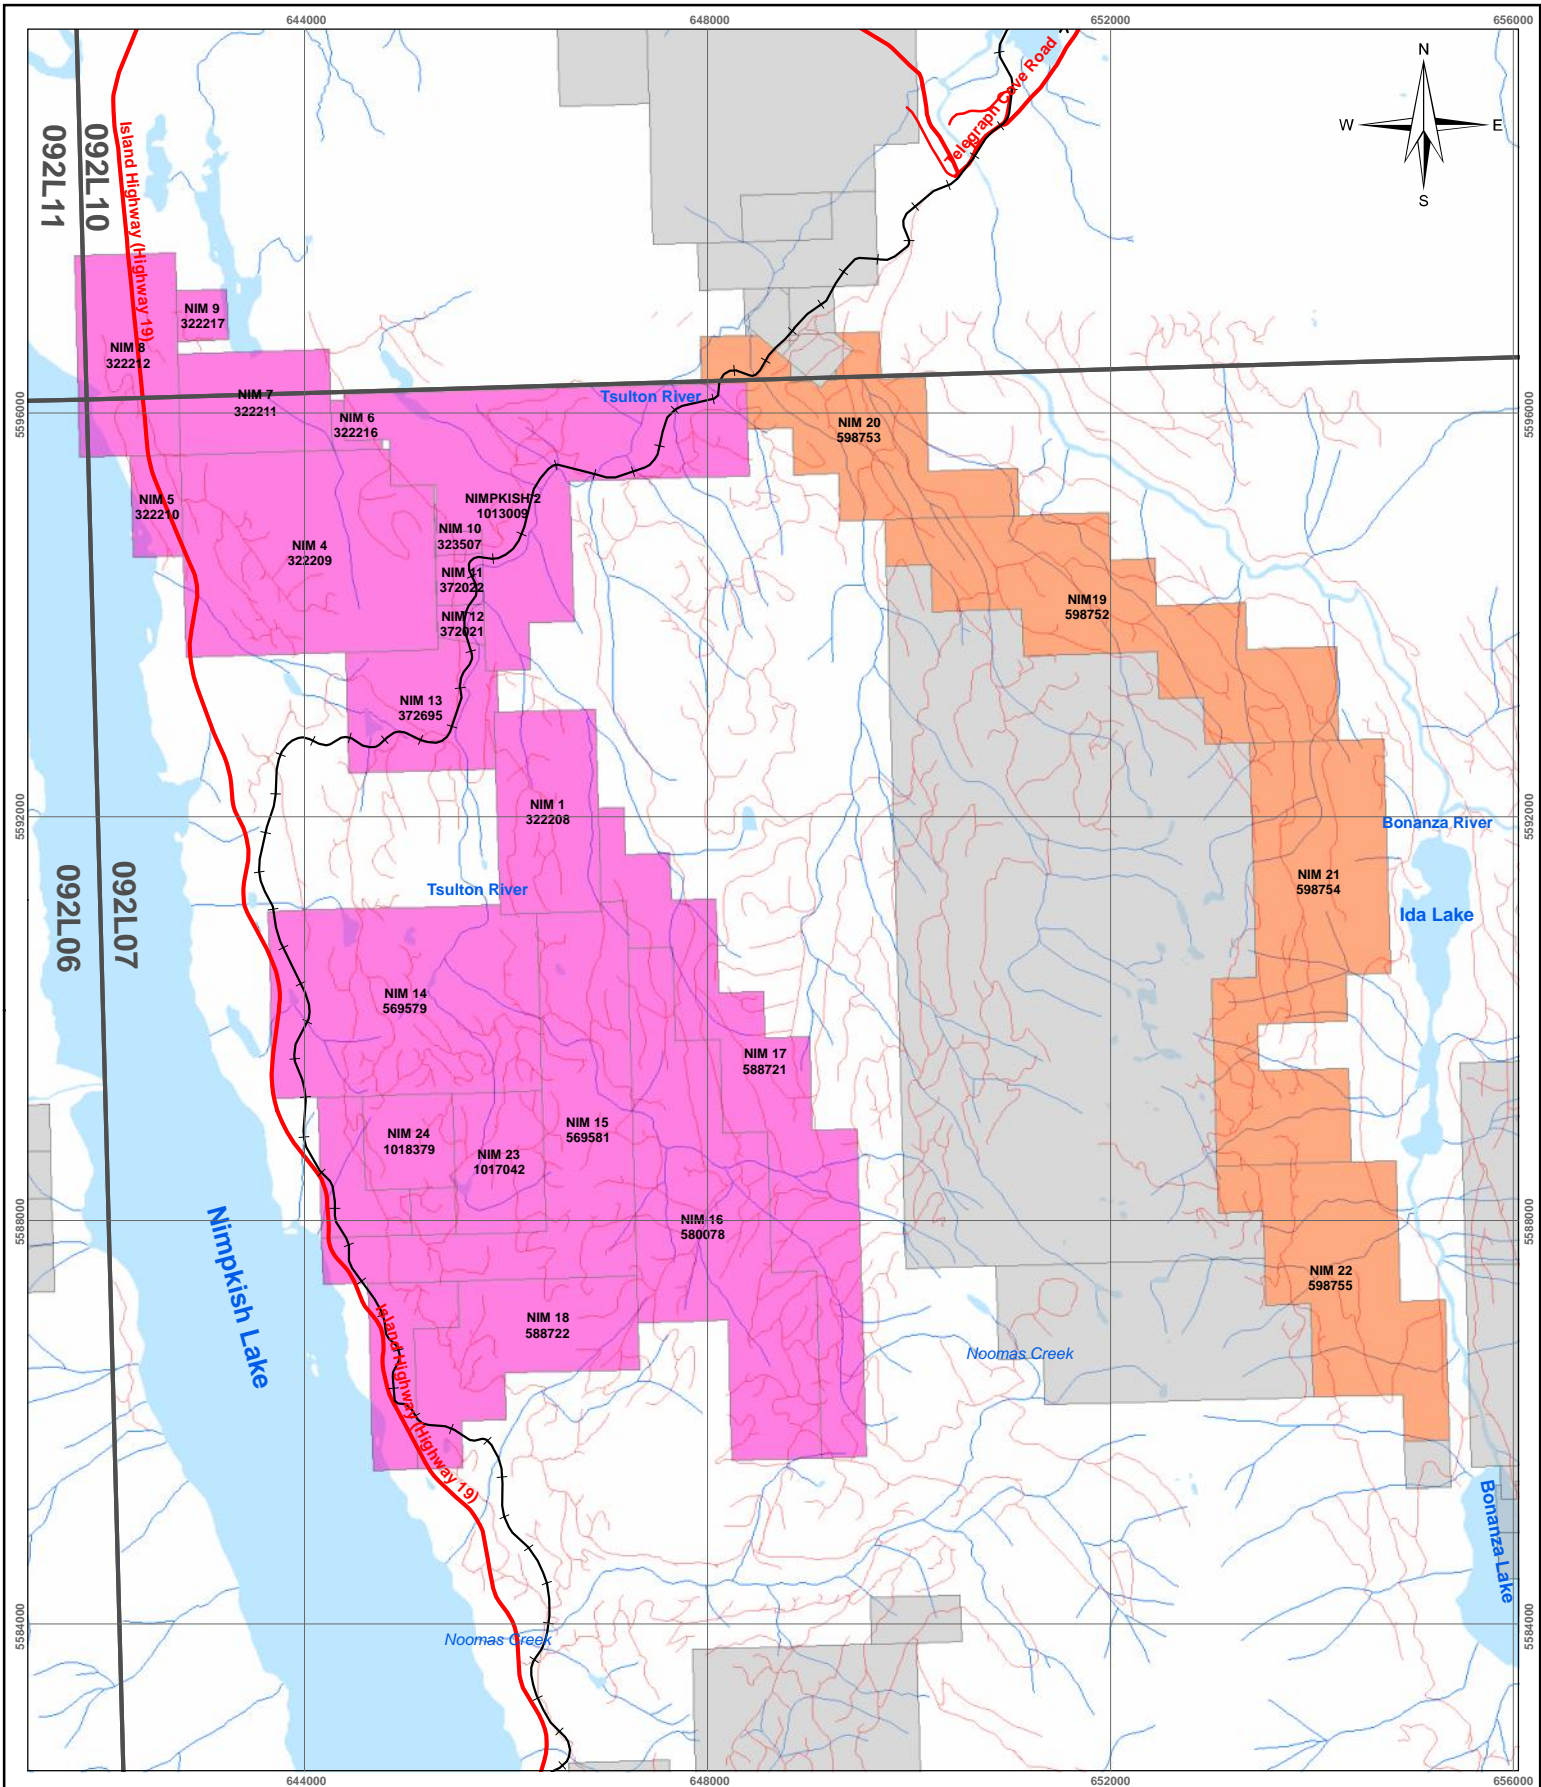 644000
648000
652000
656000
N
W
E
S
Telegraph Cave Road
Island Highway (Highway 19)
092L11
092L10
NIM 9
322217
NIM 8
322212
NIM 7
322211
NIM 6
322216
Tsulton River
5596000
5596000
NIM 20
598753
NIM 5
322210
NIMPKISH 2
1013009
NIM 10
323507
NIM 4
322209
NIM 11
372022
NIM 12
372021
NIM19
598752
NIM 13
372695
NIM 1
322208
5592000
5592000
Bonanza River
NIM 21
598754
Tsulton River
092L06
092L07
Ida Lake
NIM 14
569579
NIM 17
588721
NIM 15
569581
NIM 24
1018379
NIM 23
1017042
5588000
5588000
NIM 16
580078
Nimpkish Lake
NIM 22
598755
NIM 18
588722
Noomas Creek
Island Highway (Highway 19)
Bonanza Lake
5584000
5584000
Noomas Creek
644000
648000
652000
656000